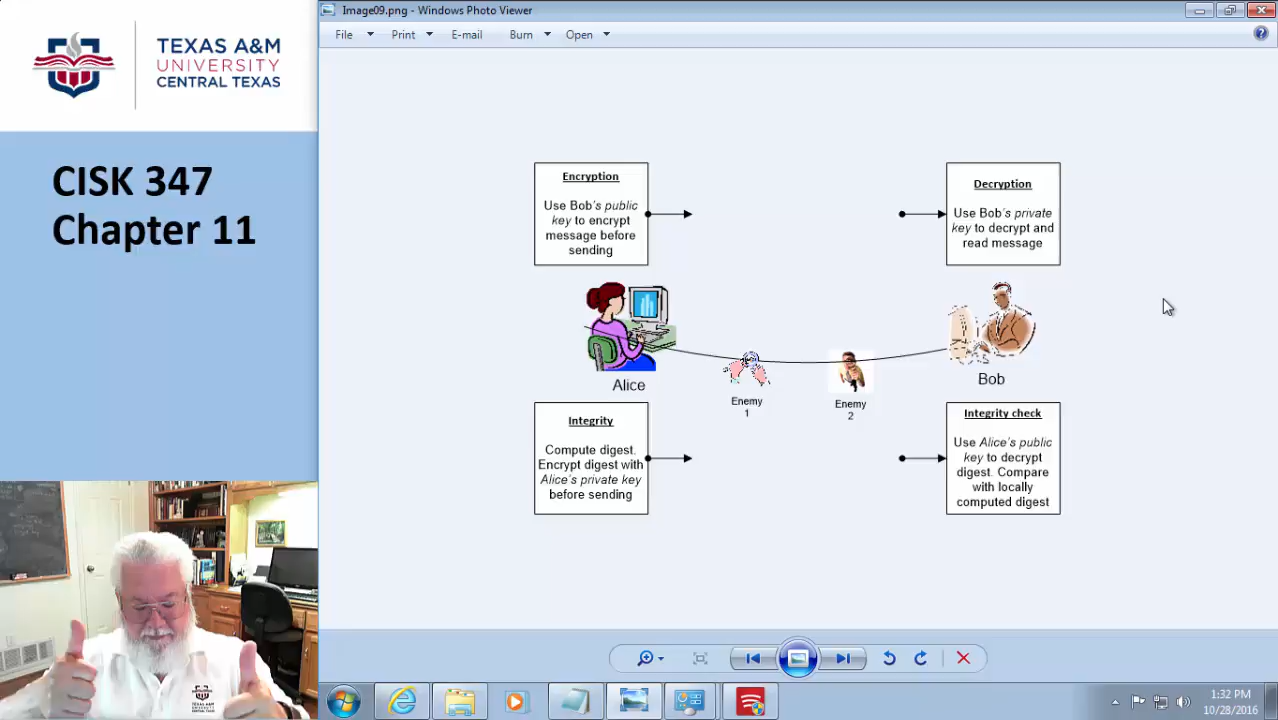 TEXAS A&M
UNIVERSITY
CENTRAL TEXAS
CISK 347
Chapter 11
Image09.png - Windows Photo Viewer
File
Print
E-mail
Burn
Open
Encryption
Use Bob's public
key to encrypt
message before
sending
Decryption
Use Bob's private
key to decrypt and
read message
Alice
Bob
Enemy
1
Enemy
2
Integrity
Compute digest.
Encrypt digest with
Alice's private key
before sending
Integrity check
Use Alice's public
key to decrypt
digest. Compare
with locally
computed digest
TEXAS A&M
1:32 PM
10/28/2016